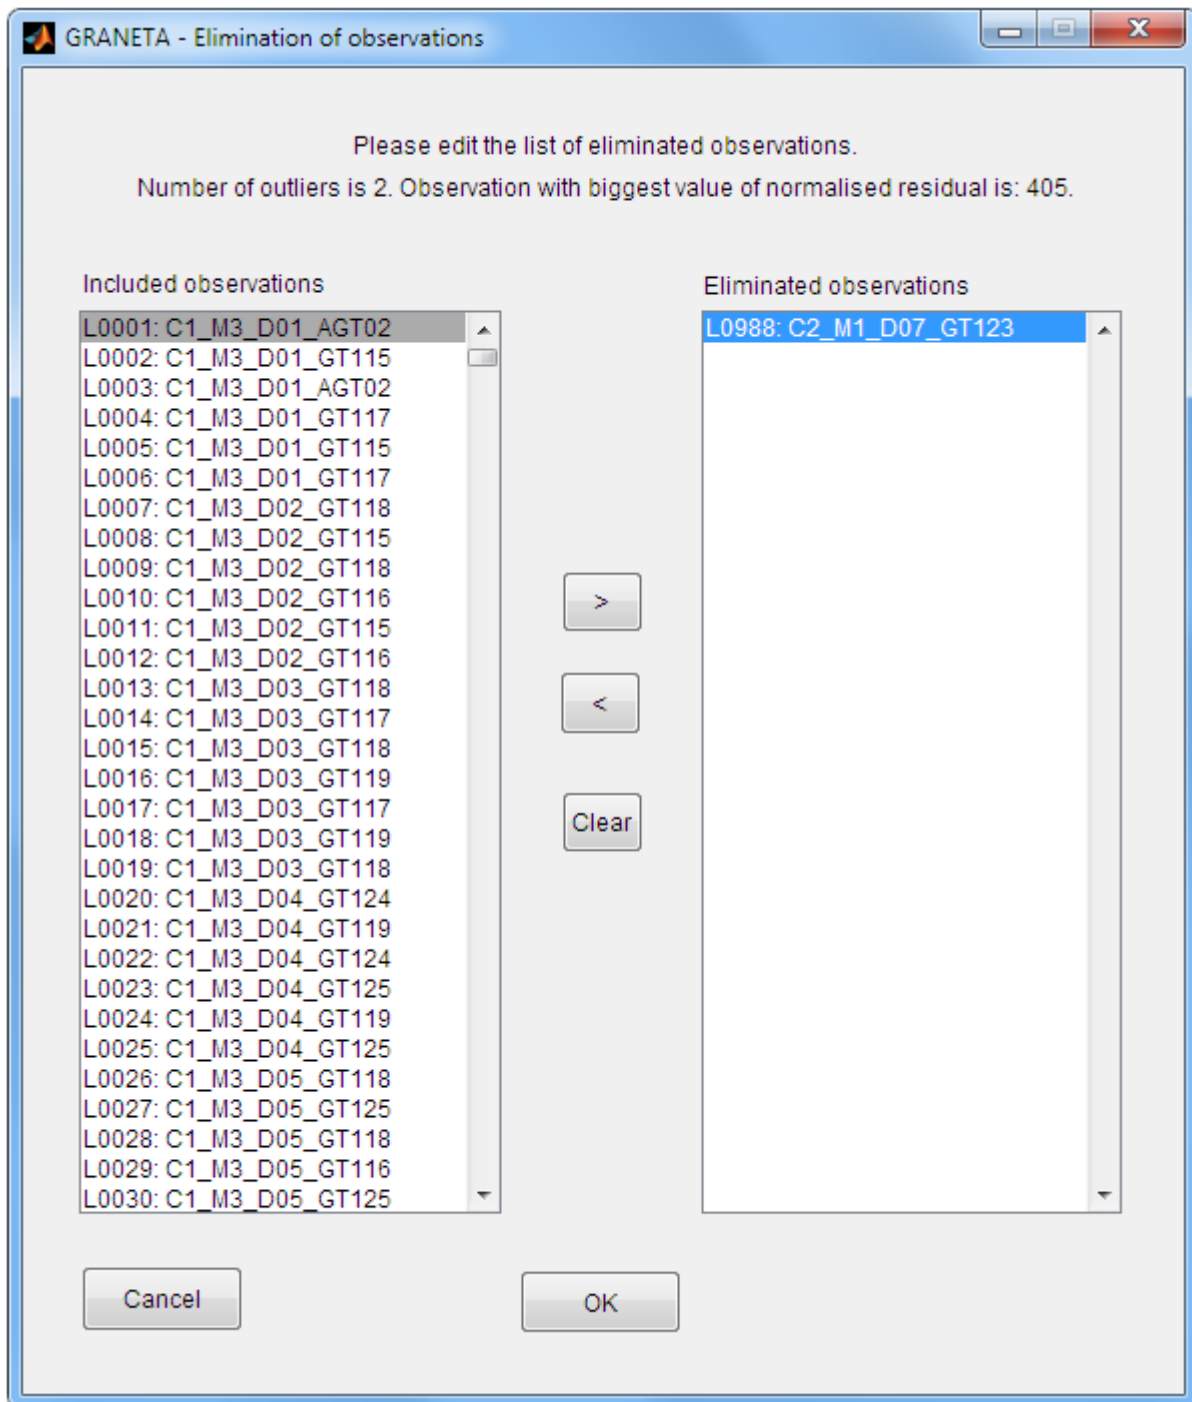 GRANETA - Elimination of observations
Please edit the list of eliminated observations.
Number of outliers is 2. Observation with biggest value of normalised residual is: 405.
Included observations
L0001: C1_M3_D01_AGT02
L0002: C1_M3_D01_GT115
L0003: C1_M3_D01_AGT02
L0004: C1_M3_D01_GT117
L0005: C1_M3_D01_GT115
L0006: C1_M3_D01_GT117
L0007: C1_M3_D02_GT118
L0008: C1_M3_D02_GT115
L0009: C1_M3_D02_GT118
L0010: C1_M3_D02_GT116
L0011: C1_M3_D02_GT115
L0012: C1_M3_D02_GT116
L0013: C1_M3_D03_GT118
L0014: C1_M3_D03_GT117
L0015: C1_M3_D03_GT118
L0016: C1_M3_D03_GT119
L0017: C1_M3_D03_GT117
L0018: C1_M3_D03_GT119
L0019: C1_M3_D03_GT118
L0020: C1_M3_D04_GT124
L0021: C1_M3_D04_GT119
L0022: C1_M3_D04_GT124
L0023: C1_M3_D04_GT125
L0024: C1_M3_D04_GT119
L0025: C1_M3_D04_GT125
L0026: C1_M3_D05_GT118
L0027: C1_M3_D05_GT125
L0028: C1_M3_D05_GT118
L0029: C1_M3_D05_GT116
L0030: C1_M3_D05_GT125
>
<
Clear
Eliminated observations
L0988: C2_M1_D07_GT123
Cancel
OK